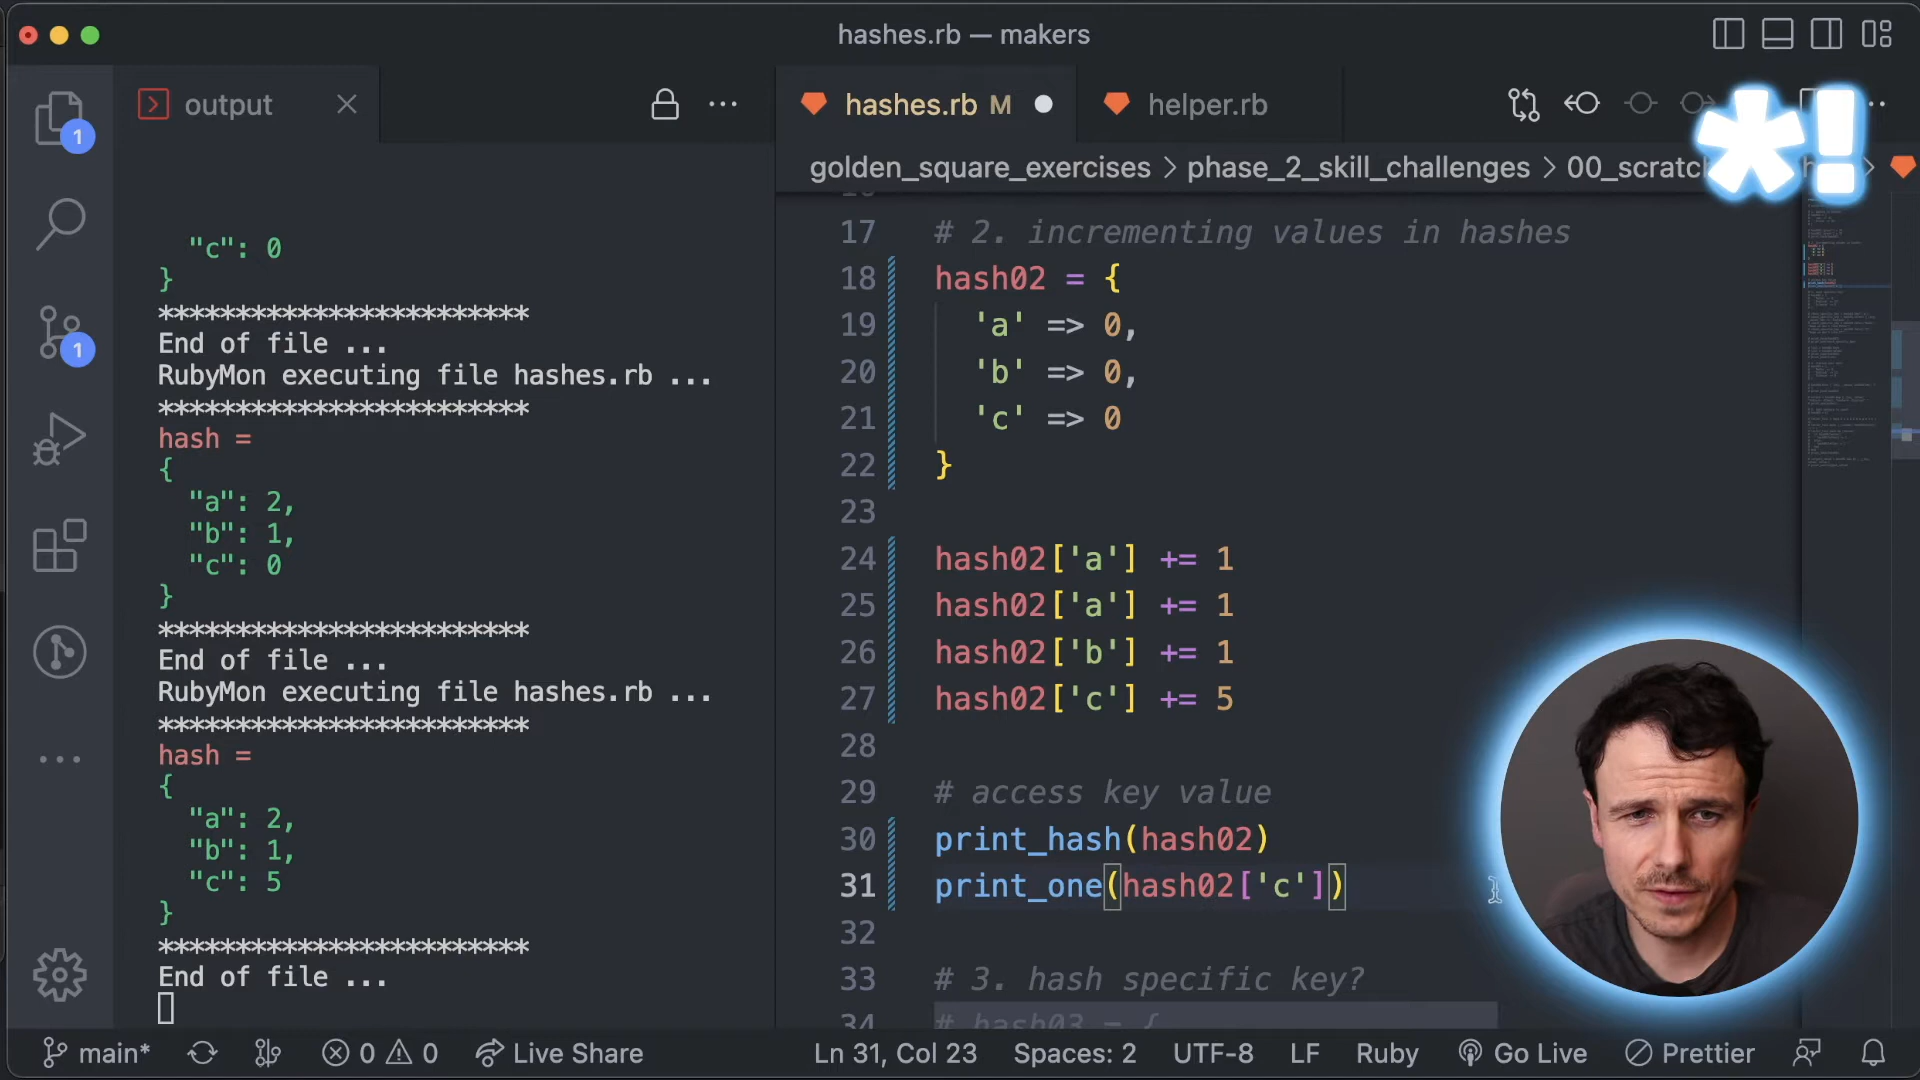 hashes.rb — makers
output
hashes.rb M
helper.rb
golden_square_exercises > phase_2_skill_challenges > 00_scratch
*!
1
1
"c": 0
}
************************
End of file ...
RubyMon executing file hashes.rb ...
************************
hash =
{
"a": 2,
"b": 1,
"c": 0
}
************************
End of file ...
RubyMon executing file hashes.rb ...
************************
hash =
{
"a": 2,
"b": 1,
"c": 5
}
************************
End of file ...
17 # 2. incrementing values in hashes
18 hash02 = {
19 'a' => 0,
20 'b' => 0,
21 'c' => 0
22 }
23
24 hash02['a'] += 1
25 hash02['a'] += 1
26 hash02['b'] += 1
27 hash02['c'] += 5
28
29 # access key value
30 print_hash(hash02)
31 print_one(hash02['c'])
32
33 # 3. hash specific key?
34 # hash03 = {
main* 0 0 Live Share Ln 31, Col 23 Spaces: 2 UTF-8 LF Ruby Go Live Prettier